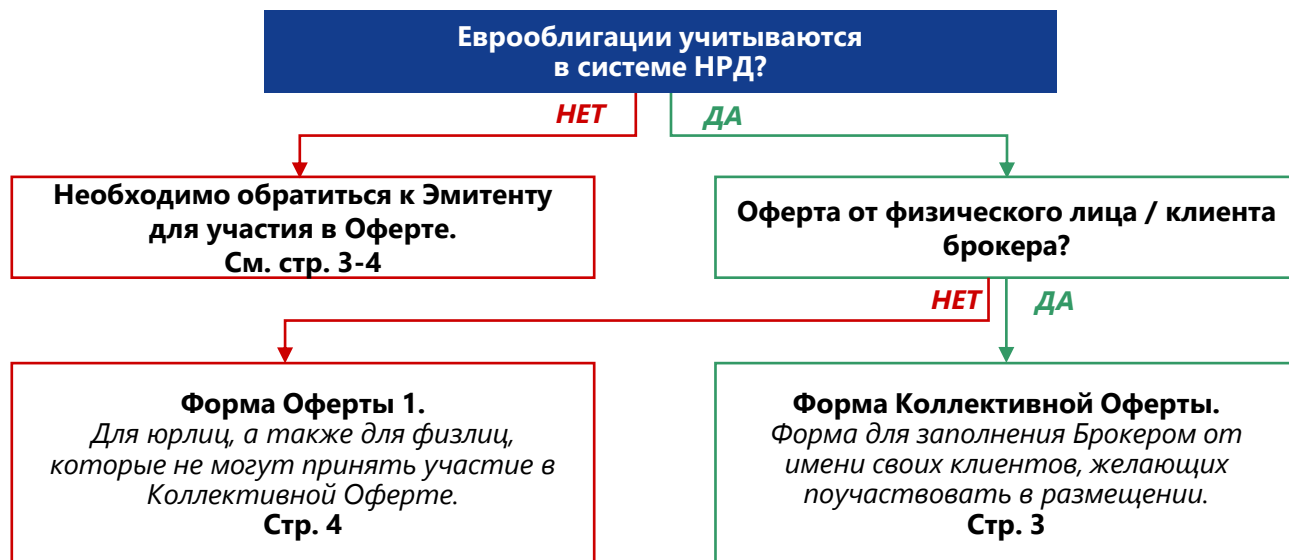 Еврооблигации учитываются
в системе НРД?
НЕТ
ДА
Необходимо обратиться к Эмитенту
для участия в Оферте.
См. стр. 3-4
Оферта от физического лица / клиента
брокера?
НЕТ
ДА
Форма Оферты 1.
Для юрлиц, а также для физлиц,
которые не могут принять участие в
Коллективной Оферте.
Стр. 4
Форма Коллективной Оферты.
Форма для заполнения Брокером от
имени своих клиентов, желающих
поучаствовать в размещении.
Стр. 3